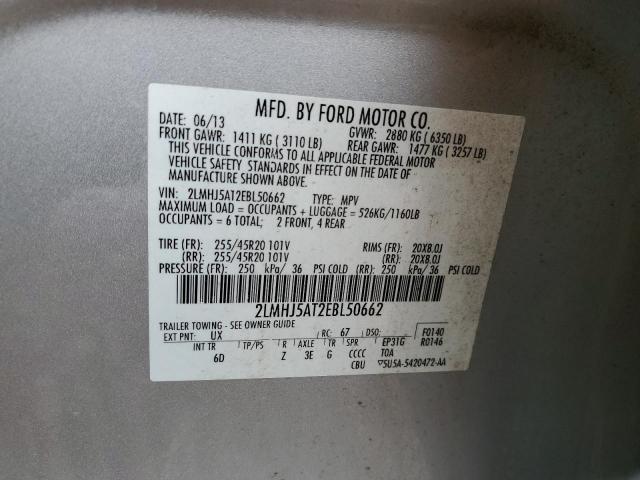 MFD. BY FORD MOTOR CO.
DATE: 06/13 GVWR: 2880 KG ( 6350 LB)
FRONT GAWR: 1411 KG ( 3110 LB) REAR GAWR: 1477 KG ( 3257 LB)
THIS VEHICLE CONFORMS TO ALL APPLICABLE FEDERAL MOTOR
VEHICLE SAFETY STANDARDS IN EFFECT ON THE DATE OF
MANUFACTURE SHOWN ABOVE.
VIN: 2LMHJ5AT2EBL50662 TYPE: MPV
MAXIMUM LOAD = OCCUPANTS + LUGGAGE = 526KG/1160LB
OCCUPANTS = 6 TOTAL; 2 FRONT, 4 REAR
TIRE (FR): 255/45R20 101V RIMS (FR): 20X8.0J
(RR): 255/45R20 101V (RR): 20X8.0J
PRESSURE (FR): 250 kPa/ 36 PSI COLD (RR): 250 kPa/ 36 PSI COLD
2LMHJ5AT2EBL50662
TRAILER TOWING - SEE OWNER GUIDE
EXT PNT: UX RC: 67 DSO: F0140
INT TR TP/PS R AXLE TR SPR EP31G R0146
6D Z 3E G CCCC TOA
CBU ▽5U5A-5420472-AA